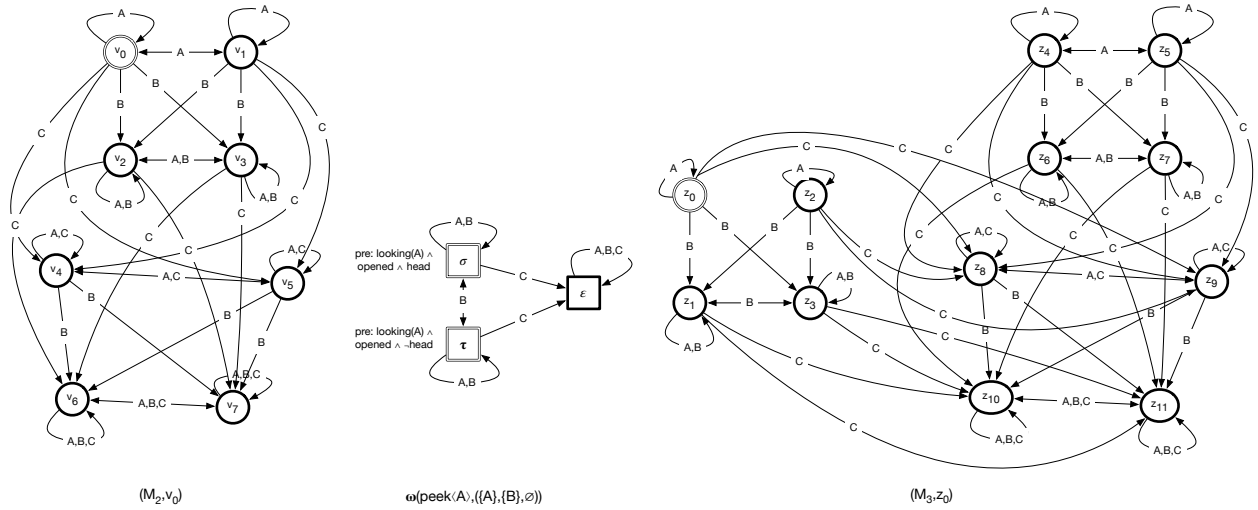 A
A
v0
A
v1
B
B
B
B
C
C
C
v2
A,B
v3
A,B
A,B
C
C
C
C
C
C
A,C
v4
A,C
A,C
v5
B
B
B
B
A,B,C
v6
A,B,C
v7
A,B,C
(M2,v0)
A,B
pre: looking(A) ∧
opened ∧ head
σ
C
A,B,C
ε
B
pre: looking(A) ∧
opened ∧ ¬head
τ
C
A,B
ω(peek⟨A⟩,({A},{B},∅))
A
A
z4
A
z5
B
B
B
B
C
C
C
C
C
C
A
z0
A
z2
z6
A,B
z7
A,B
A,B
B
B
B
B
C
C
C
C
C
C
A,C
z8
A,C
A,C
z9
A,B
z1
B
z3
A,B
C
C
C
C
B
B
B
B
z10
A,B,C
z11
A,B,C
A,B,C
(M3,z0)